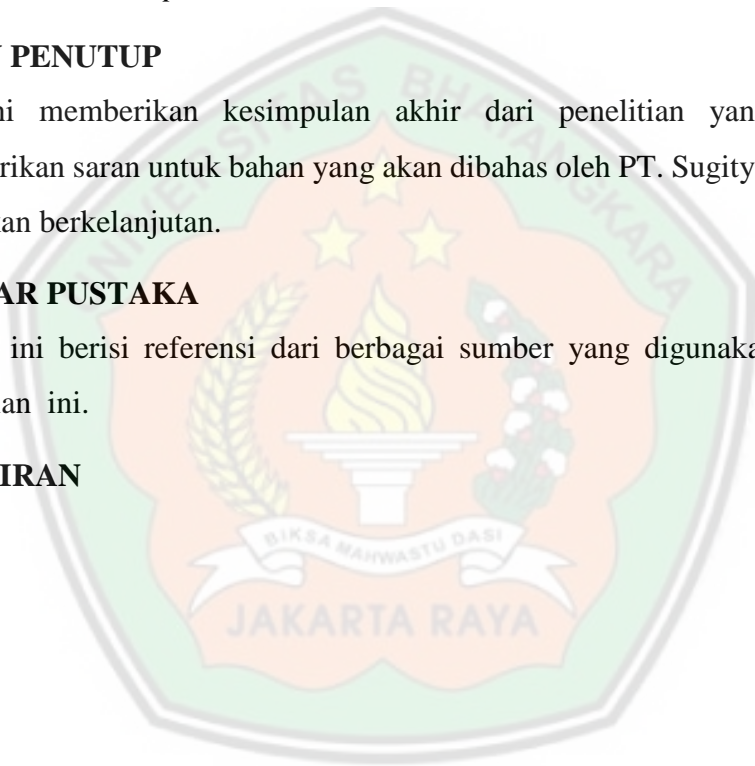 PENUTUP
ni memberikan kesimpulan akhir dari penelitian yan
rikan saran untuk bahan yang akan dibahas oleh PT. Sugity
an berkelanjutan.
AR PUSTAKA
ini berisi referensi dari berbagai sumber yang digunaka
an ini.
IRAN
UNIVERSITAS BHAYANGKARA
BIKSA MAHWASTU DASI
JAKARTA RAYA